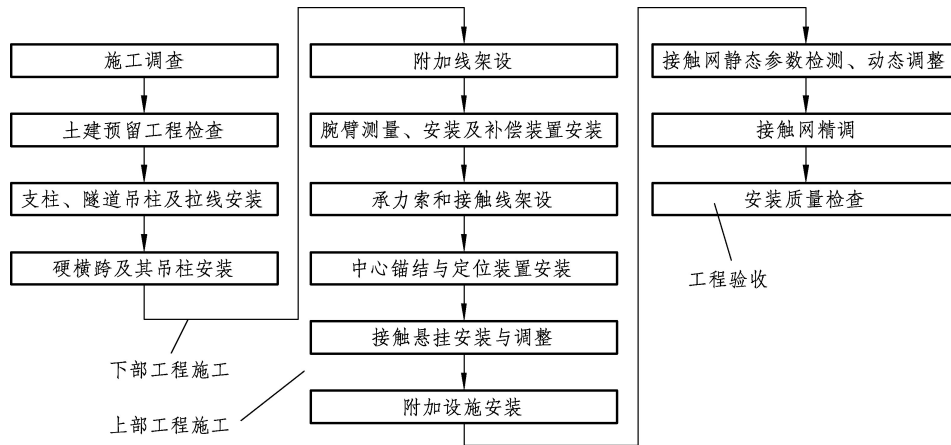 施工调查
土建预留工程检查
支柱、隧道吊柱及拉线安装
硬横跨及其吊柱安装
下部工程施工
附加线架设
腕臂测量、安装及补偿装置安装
承力索和接触线架设
中心锚结与定位装置安装
接触悬挂安装与调整
附加设施安装
上部工程施工
接触网静态参数检测、动态调整
接触网精调
安装质量检查
工程验收